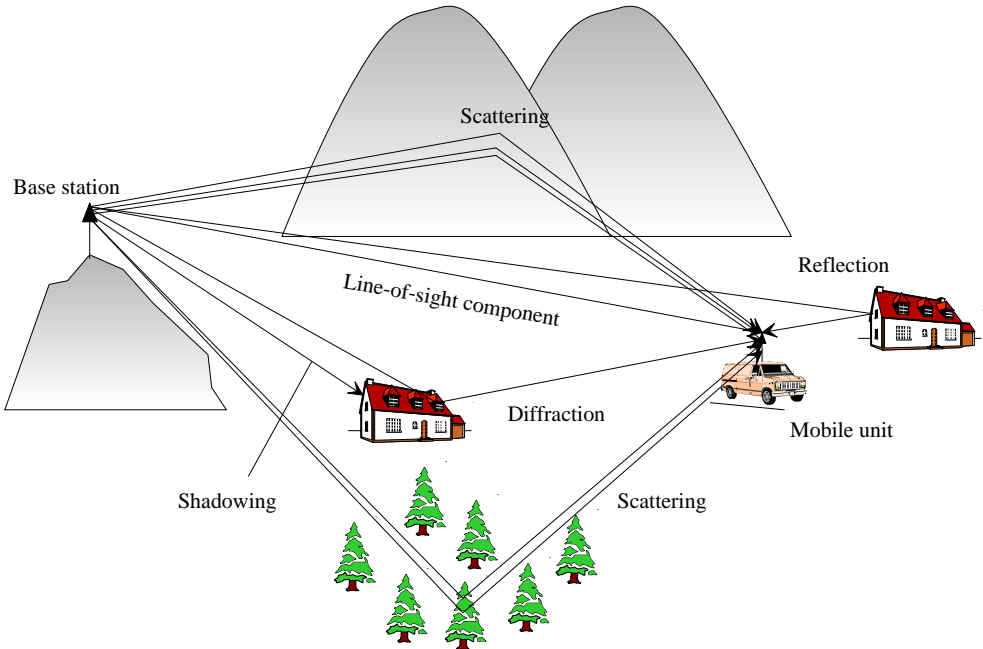 Scattering
Base station
Reflection
Line-of-sight component
Diffraction
Mobile unit
Shadowing
Scattering